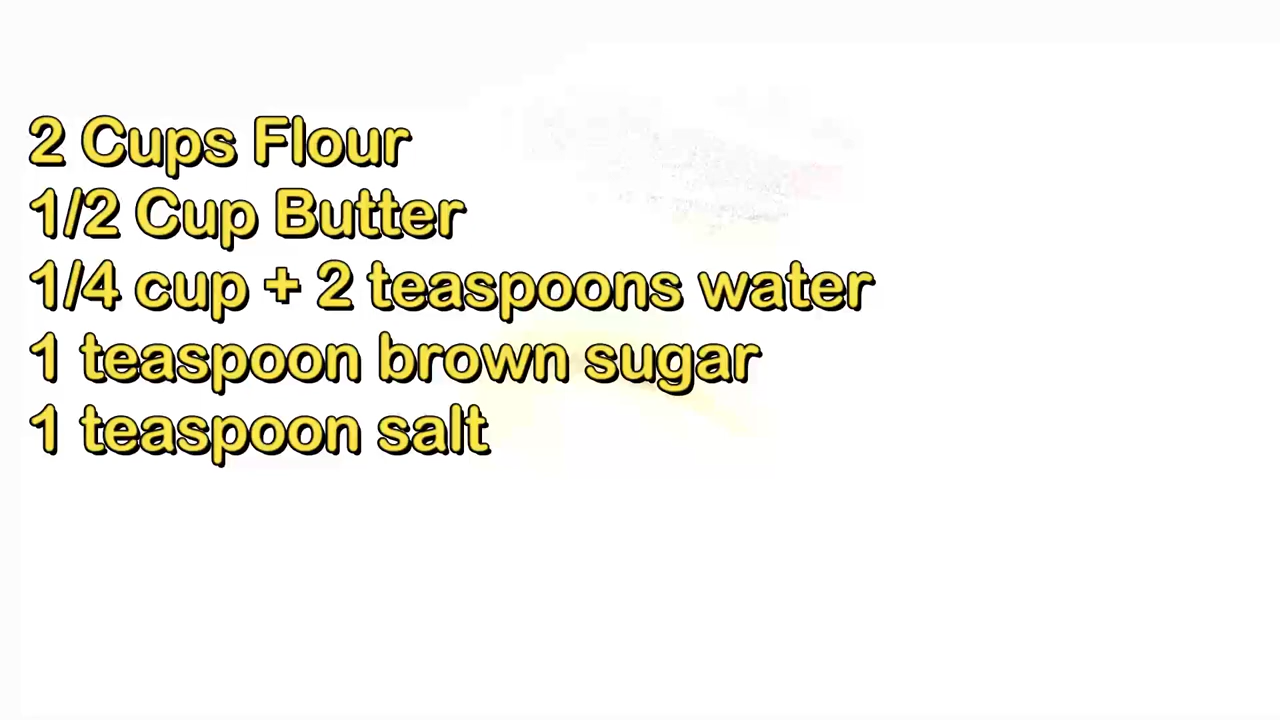 2 Cups Flour
1/2 Cup Butter
1/4 cup + 2 teaspoons water
1 teaspoon brown sugar
1 teaspoon salt